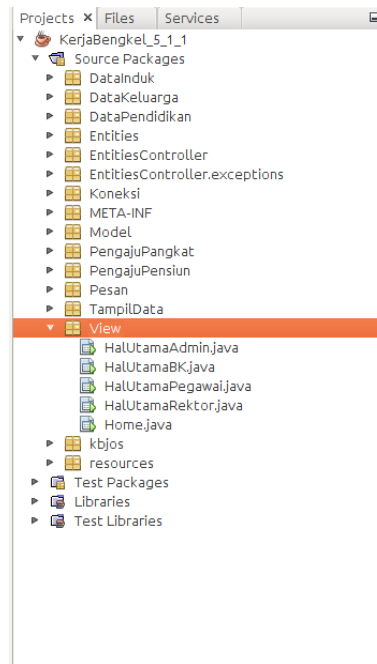 Projects × Files Services
KerjaBengkel_5_1_1
Source Packages
DataInduk
DataKeluarga
DataPendidikan
Entities
EntitiesController
EntitiesController.exceptions
Koneksi
META-INF
Model
PengajuPangkat
PengajuPensiun
Pesan
TampilData
View
HalUtamaAdmin.java
HalUtamaBK.java
HalUtamaPegawai.java
HalUtamaRektor.java
Home.java
kbjos
resources
Test Packages
Libraries
Test Libraries